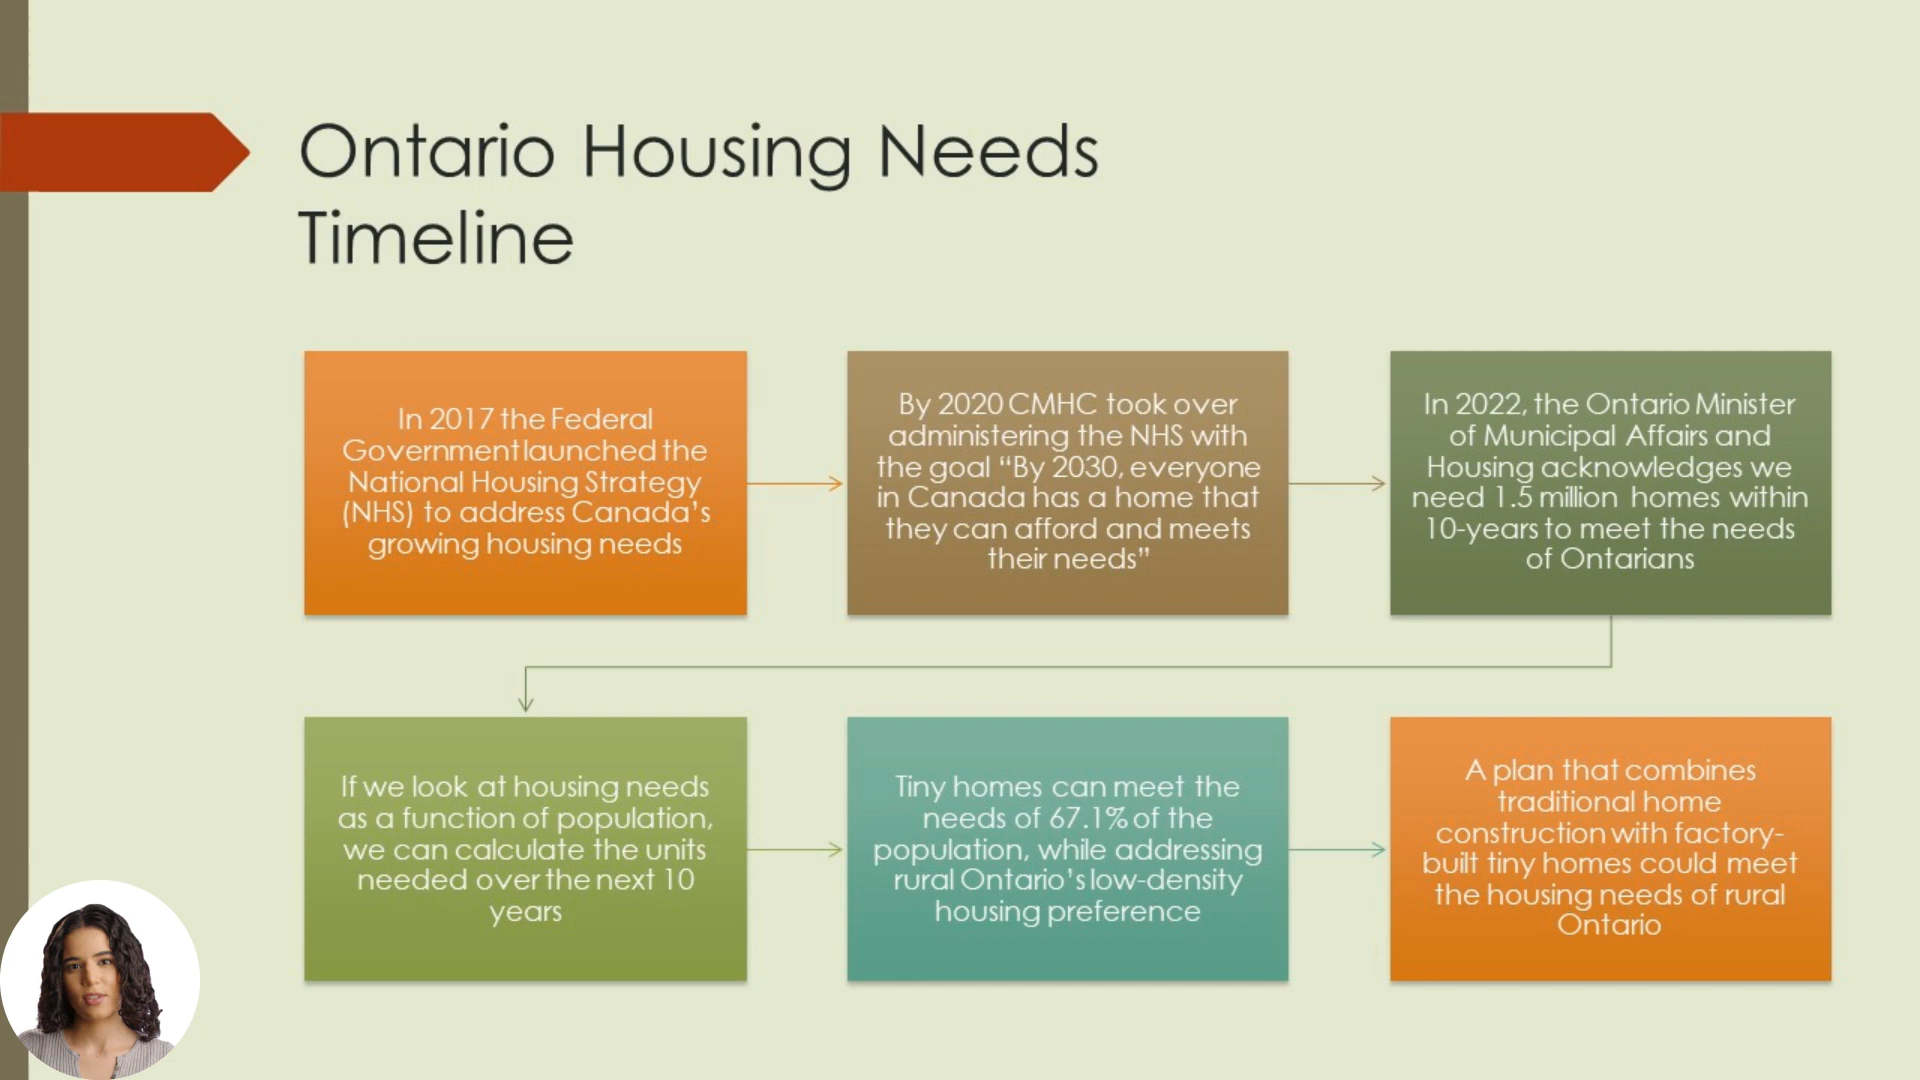 Ontario Housing Needs
Timeline
In 2017 the Federal
Government launched the
National Housing Strategy
(NHS) to address Canada’s
growing housing needs
By 2020 CMHC took over
administering the NHS with
the goal “By 2030, everyone
in Canada has a home that
they can afford and meets
their needs”
In 2022, the Ontario Minister
of Municipal Affairs and
Housing acknowledges we
need 1.5 million homes within
10-years to meet the needs
of Ontarians
If we look at housing needs
as a function of population,
we can calculate the units
needed over the next 10
years
Tiny homes can meet the
needs of 67.1% of the
population, while addressing
rural Ontario’s low-density
housing preference
A plan that combines
traditional home
construction with factory-
built tiny homes could meet
the housing needs of rural
Ontario